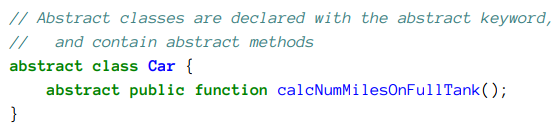 // Abstract classes are declared with the abstract keyword,
//   and contain abstract methods
abstract class Car {
    abstract public function calcNumMilesOnFullTank();
}